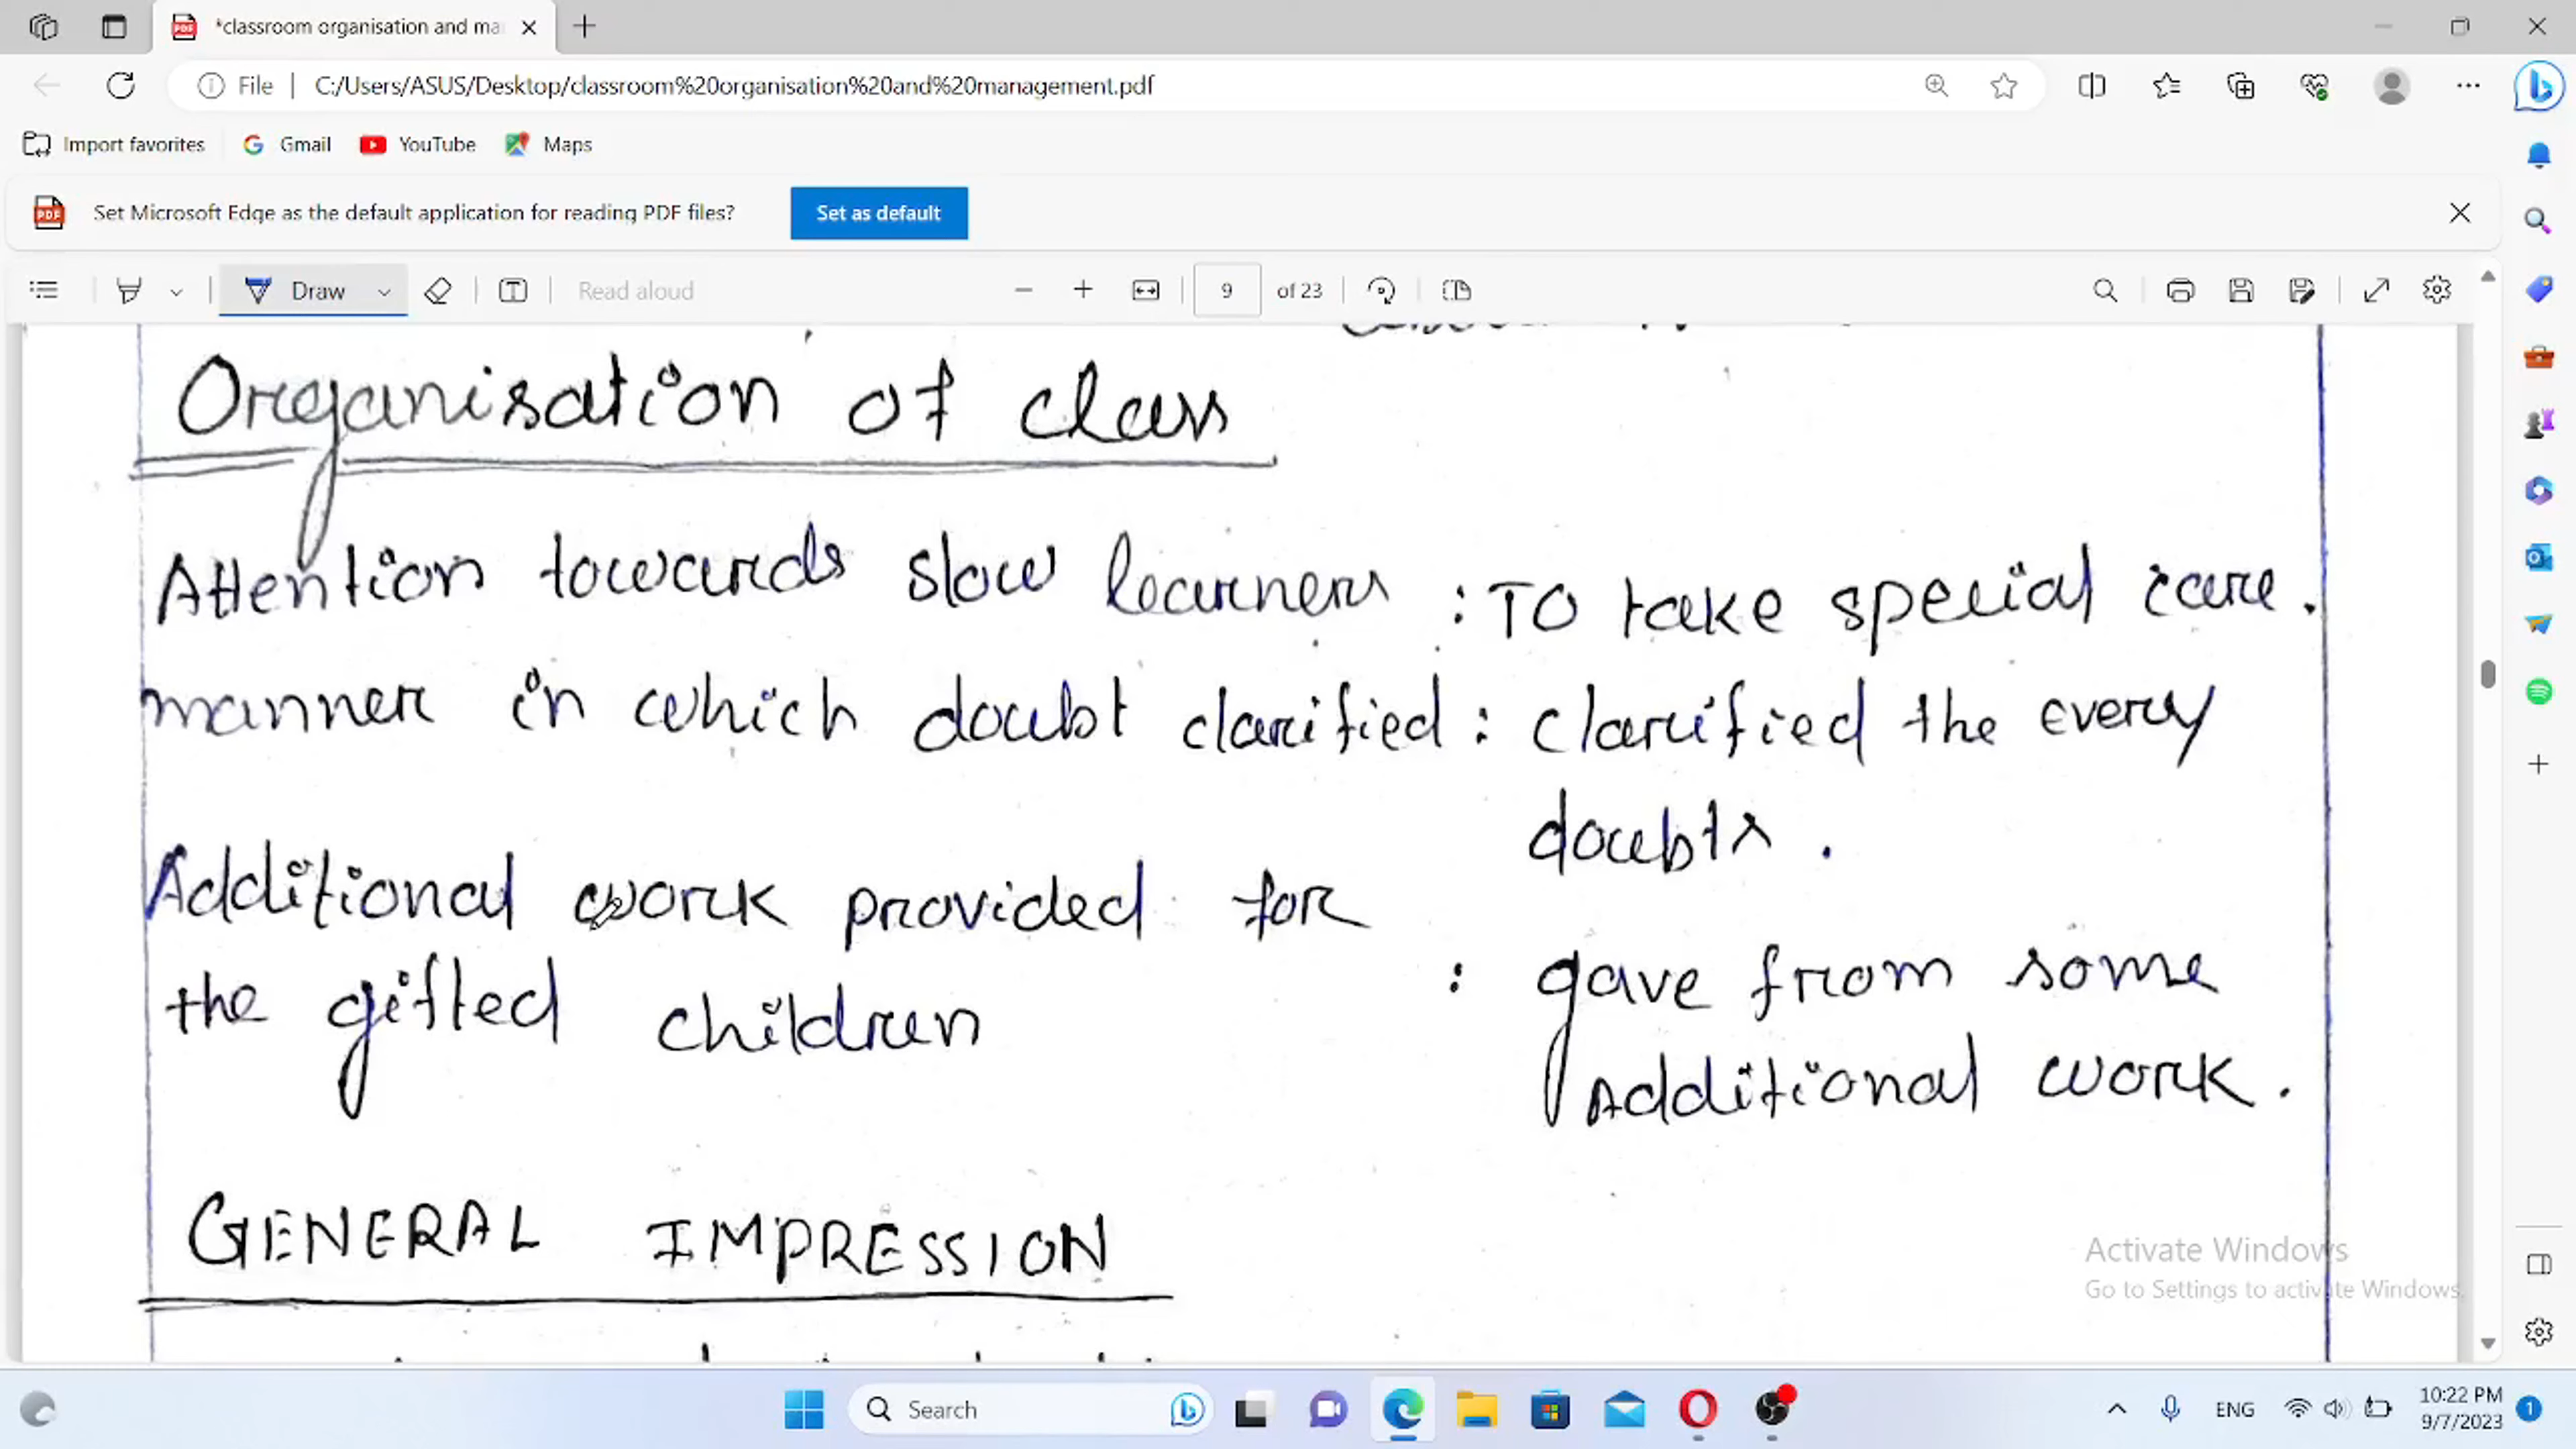 *classroom organisation and ma
File C:/Users/ASUS/Desktop/classroom%20organisation%20and%20management.pdf
Import favorites Gmail YouTube Maps
Set Microsoft Edge as the default application for reading PDF files? Set as default
Draw Read aloud 9 of 23
Organisation of class
Attention towards slow learners : To take special care.
manner in which doubt clarified : clarified the every
doubts .
Additional work provided for
the gifted children : gave from some
Additional work .
GENERAL IMPRESSION
Activate Windows
Go to Settings to activate Windows.
Search
ENG
10:22 PM
9/7/2023
1